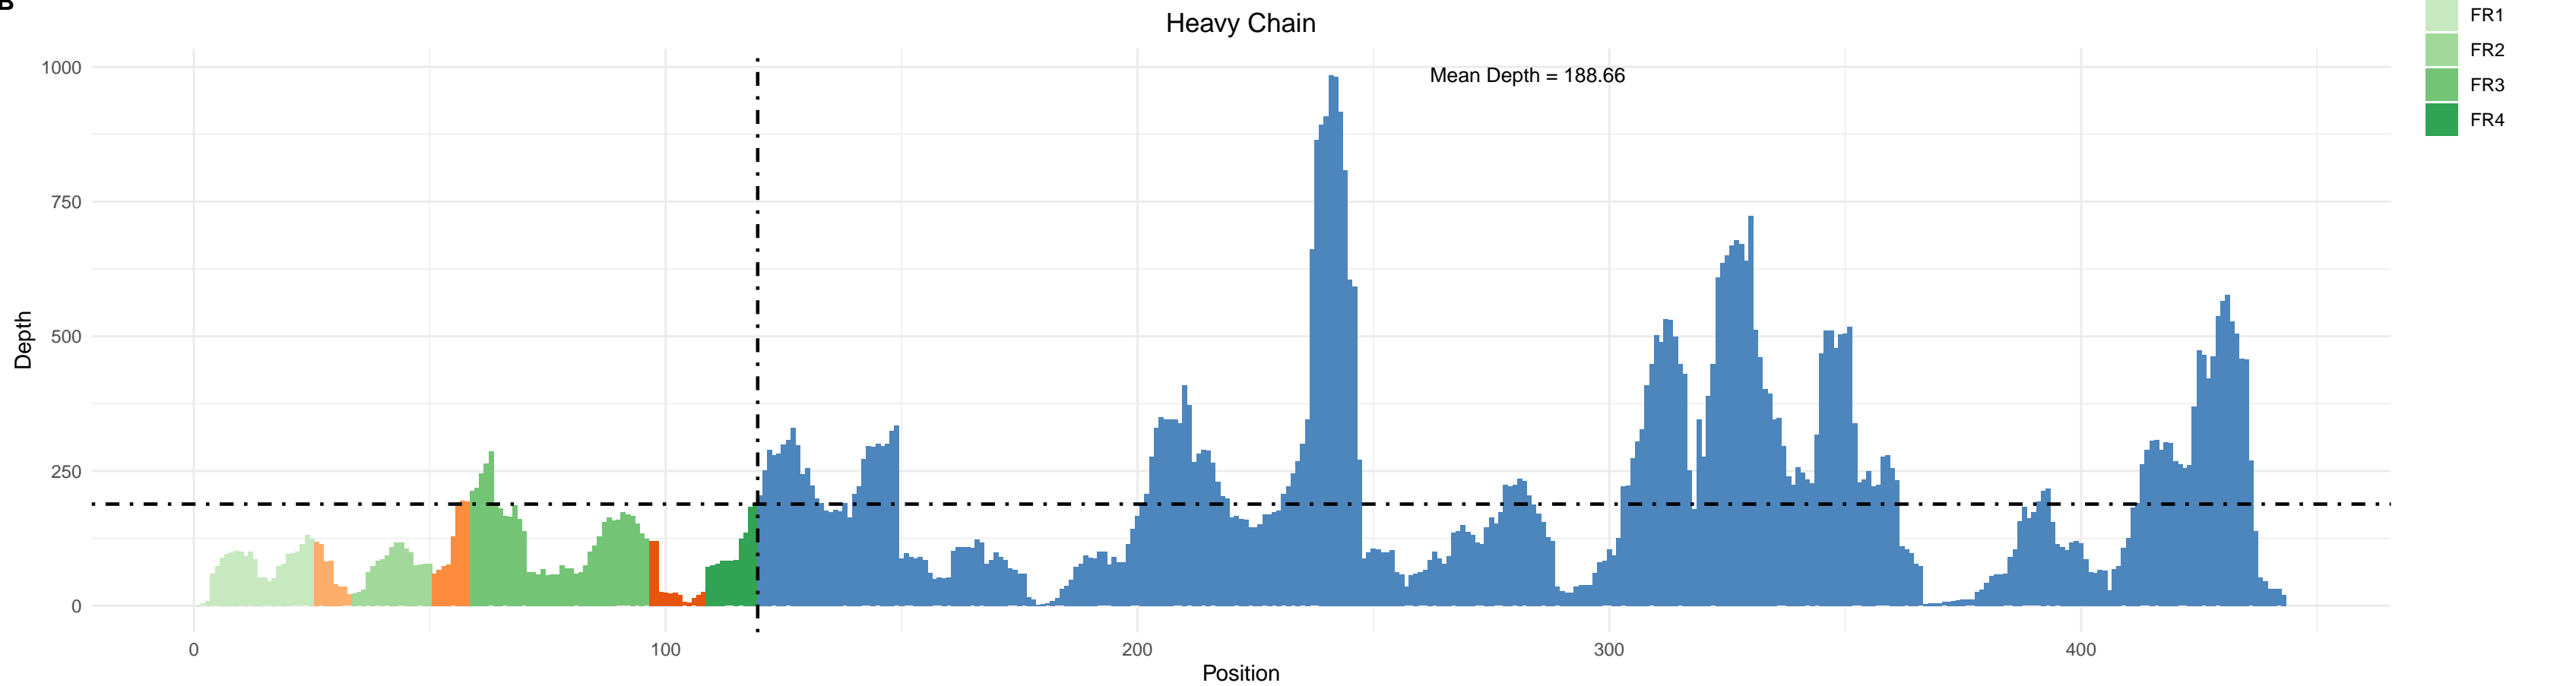 B
Heavy Chain
Mean Depth = 188.66
1000
750
500
250
0
Depth
0 100 200 300 400
Position
FR1
FR2
FR3
FR4